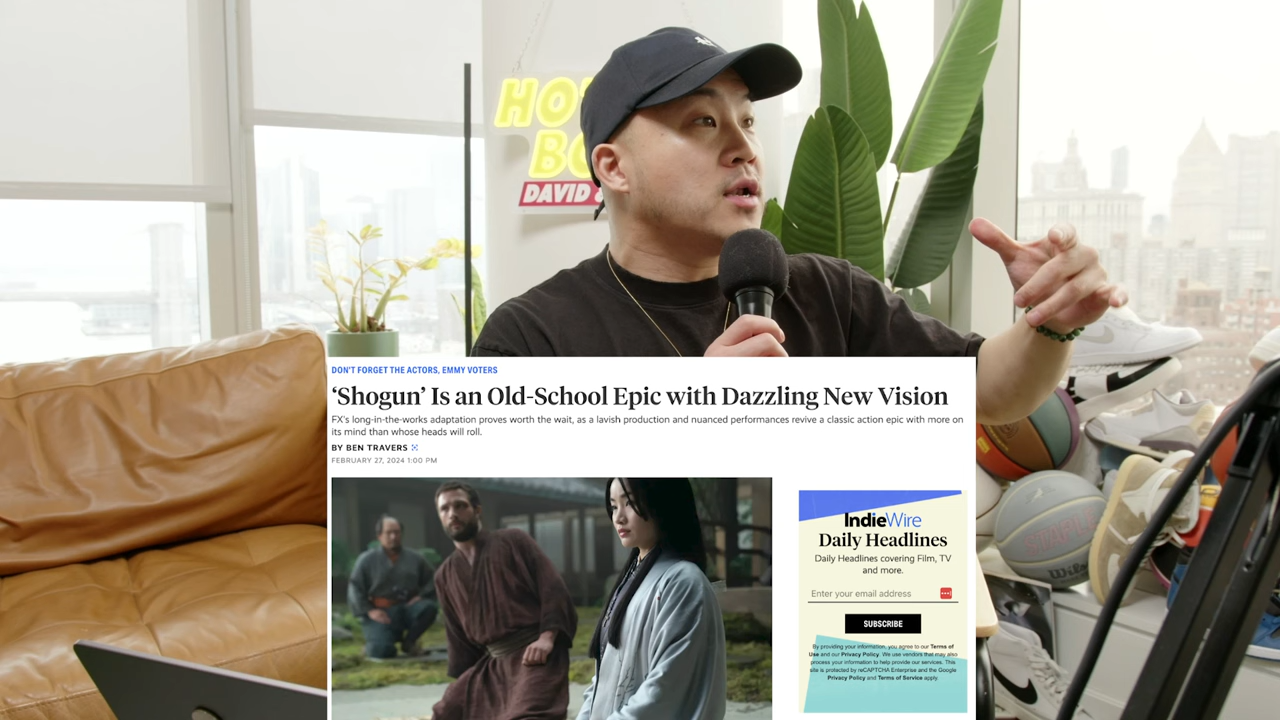 HO
BO
DAVID &
DON'T FORGET THE ACTORS, EMMY VOTERS
‘Shogun’ Is an Old-School Epic with Dazzling New Vision
FX's long-in-the-works adaptation proves worth the wait, as a lavish production and nuanced performances revive a classic action epic with more on
its mind than whose heads will roll.
BY BEN TRAVERS
FEBRUARY 27, 2024 1:00 PM
IndieWire
Daily Headlines
Daily Headlines covering Film, TV
and more.
Enter your email address
SUBSCRIBE
By providing your information, you agree to our Terms of
Use and our Privacy Policy. We use vendors that may also
process your information to help provide our services. This
site is protected by reCAPTCHA Enterprise and the Google
Privacy Policy and Terms of Service apply.
STAPLE
Wilson